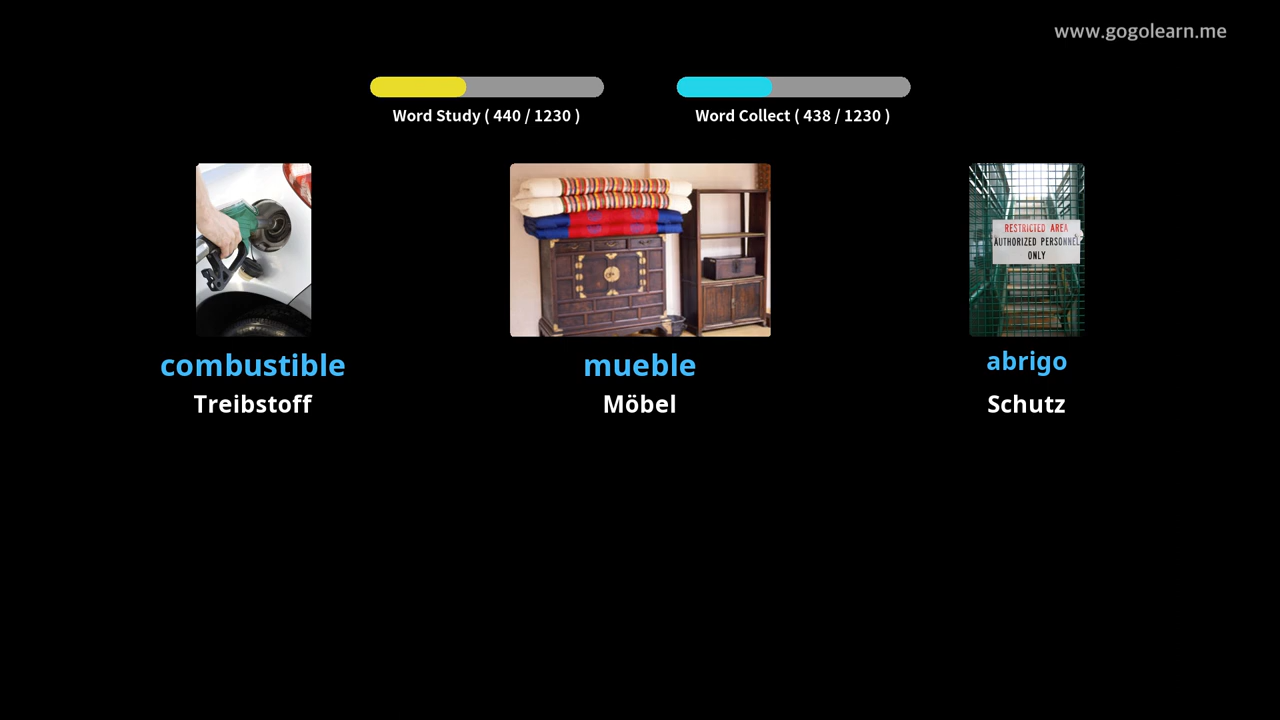 www.gogolearn.me
Word Study ( 440 / 1230 )
Word Collect ( 438 / 1230 )
RESTRICTED AREA
AUTHORIZED PERSONNEL
ONLY
combustible
mueble
abrigo
Treibstoff
Möbel
Schutz